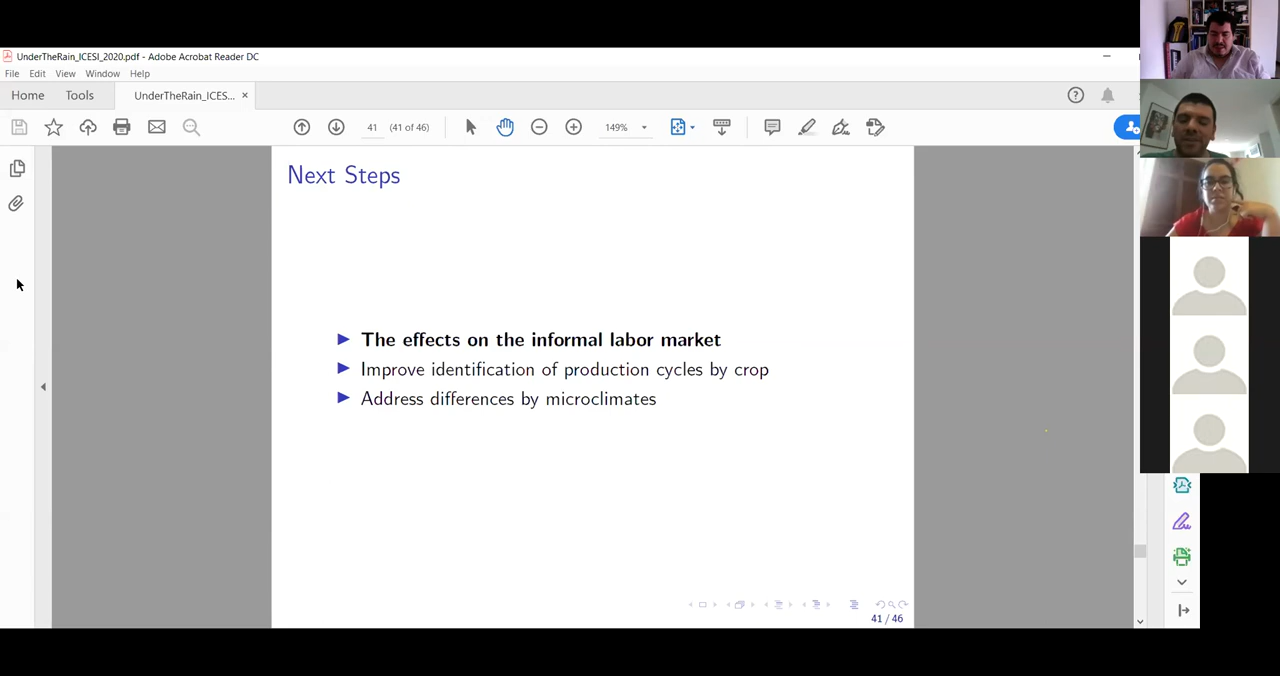 UnderTheRain_ICESI_2020.pdf - Adobe Acrobat Reader DC
File Edit View Window Help
Home Tools UnderTheRain_ICES... ×
41 (41 of 46) 149%
Next Steps
The effects on the informal labor market
Improve identification of production cycles by crop
Address differences by microclimates
41 / 46